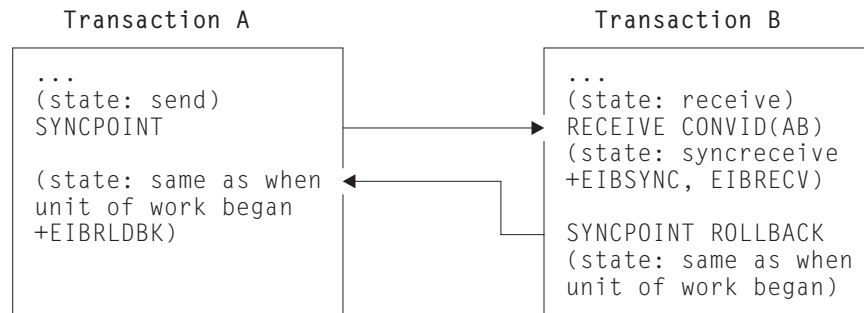 Transaction A
...
(state: send)
SYNCPOINT
(state: same as when
unit of work began
+EIBRLDBK)
Transaction B
...
(state: receive)
RECEIVE CONVID(AB)
(state: syncreceive
+EIBSYNC, EIBRECV)
SYNCPOINT ROLLBACK
(state: same as when
unit of work began)